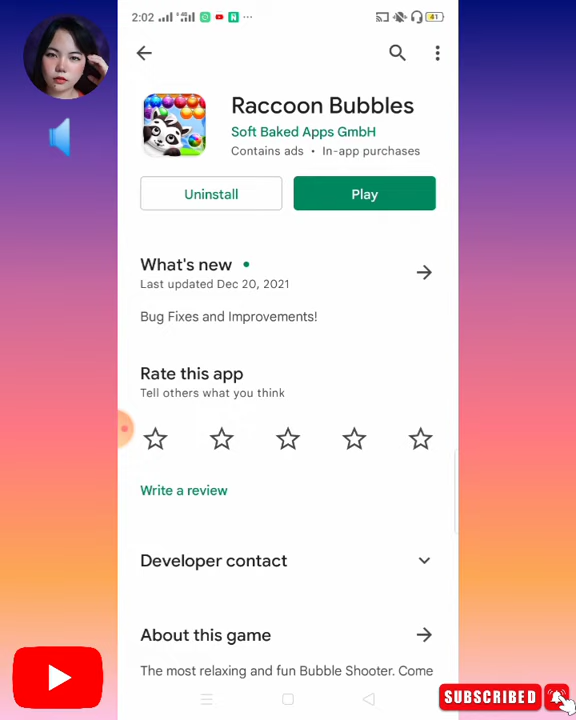 2:02
41
Raccoon Bubbles
Soft Baked Apps GmbH
Contains ads • In-app purchases
Uninstall
Play
What's new •
Last updated Dec 20, 2021
Bug Fixes and Improvements!
Rate this app
Tell others what you think
Write a review
Developer contact
About this game
The most relaxing and fun Bubble Shooter. Come
SUBSCRIBED